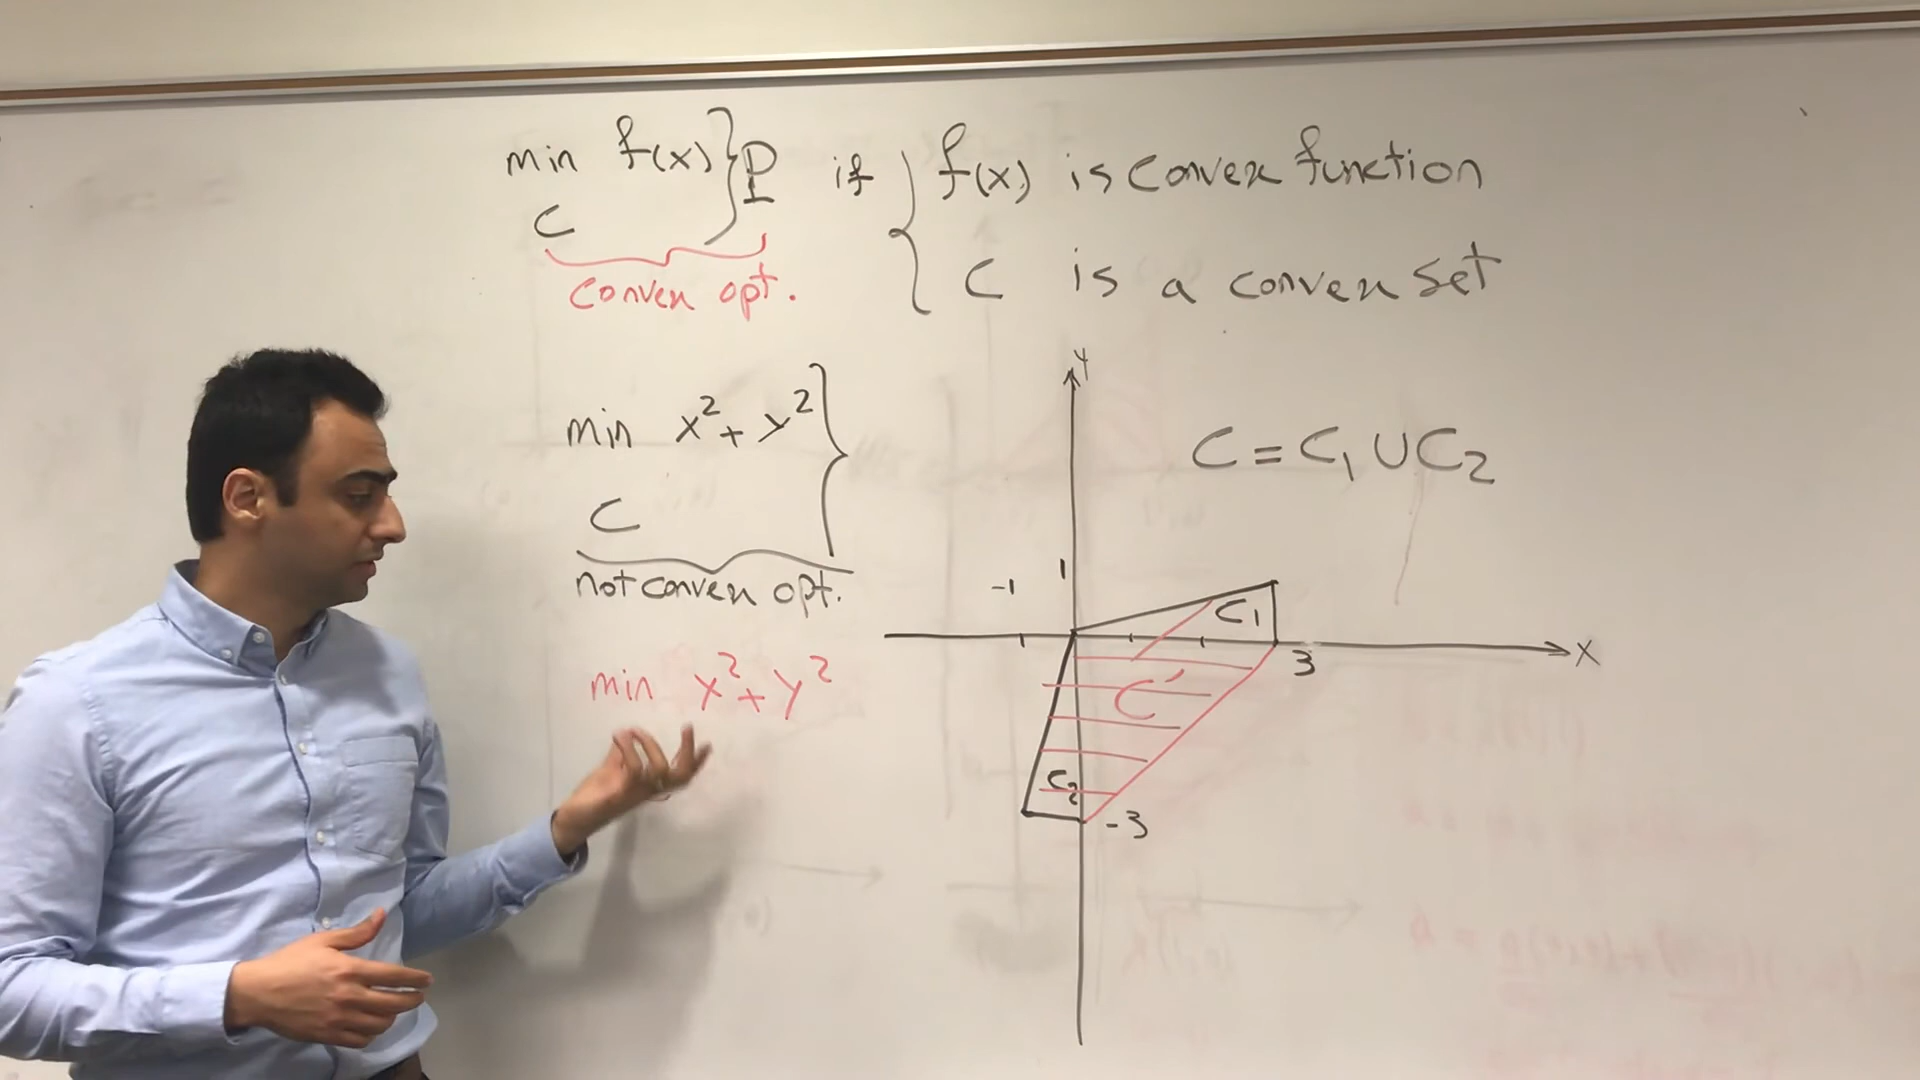 min f(x) } P if { f(x) is convex function
C
C is a convex set
convex opt.
min x² + y²
C
not convex opt.
min x² + y²
Y
C = C₁ ∪ C₂
-1
1
C₁
X
3
C'
C₂
-3